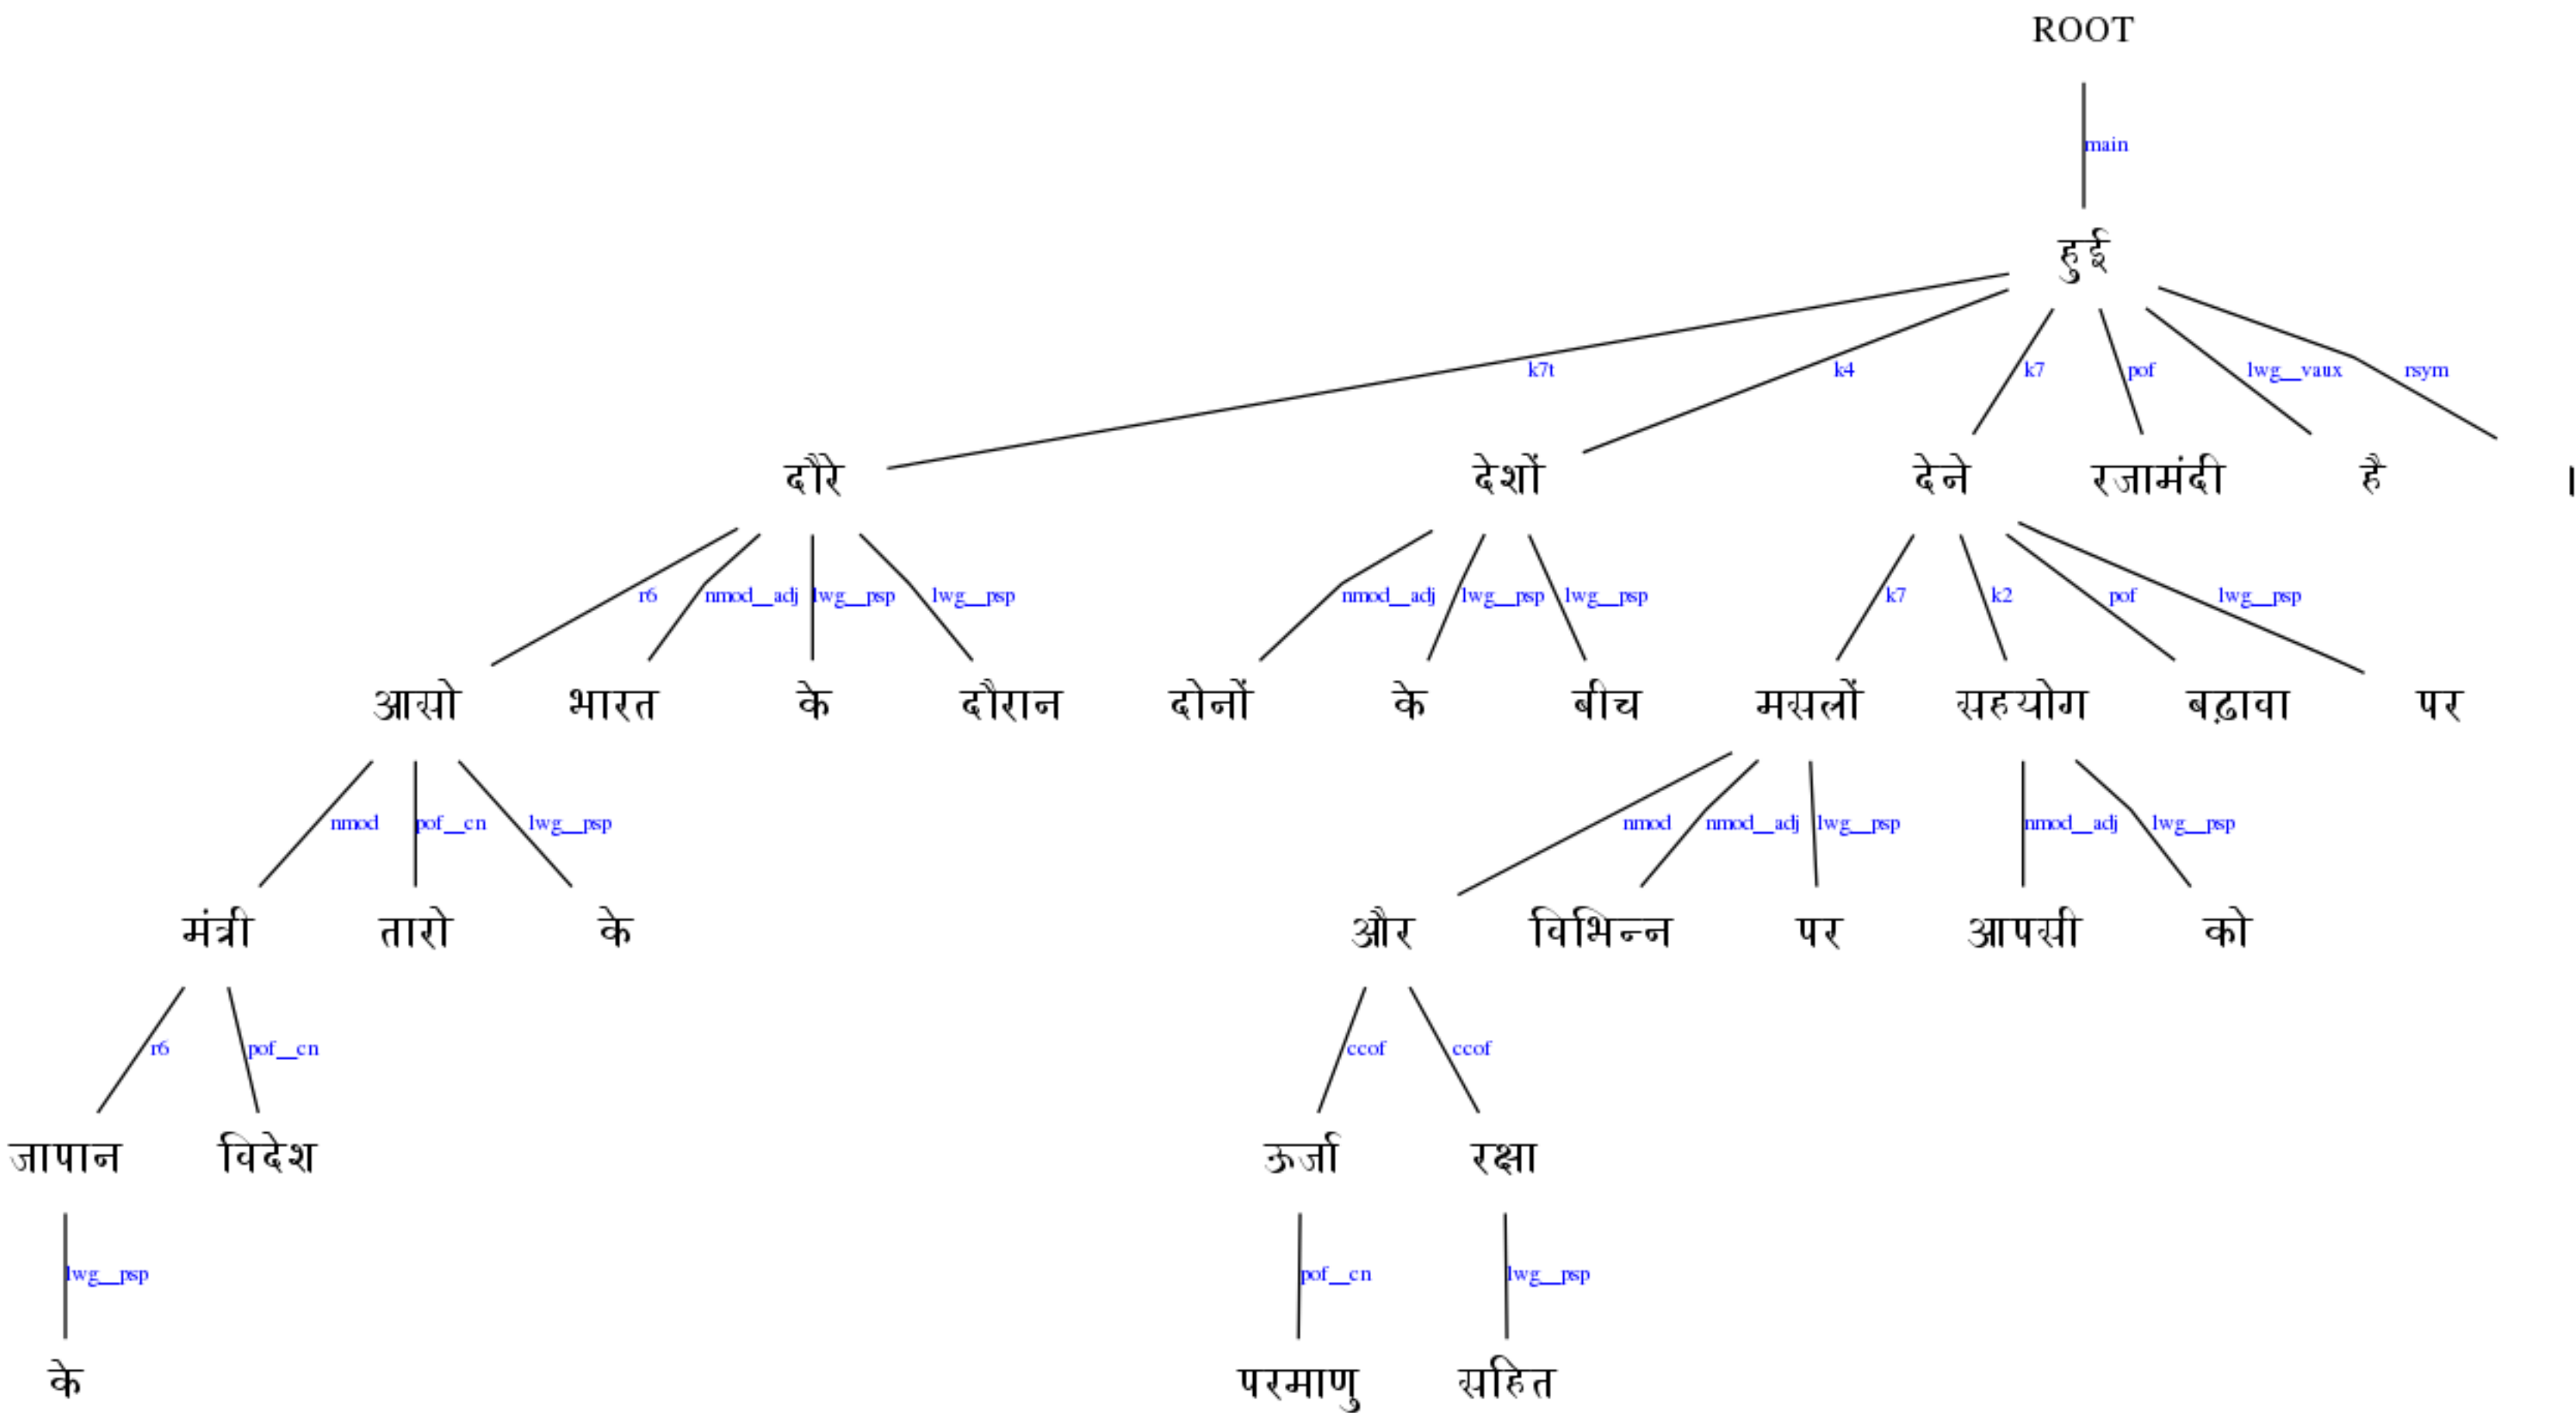 ROOT
main
हुई
k7t k4 k7 pof lwg__vaux rsym
दौरे देशों देने रजामंदी है ।
r6 nmod__adj lwg__psp lwg__psp nmod__adj lwg__psp lwg__psp k7 k2 pof lwg__psp
आसो भारत के दौरान दोनों के बीच मसलों सहयोग बढ़ावा पर
nmod pof__cn lwg__psp nmod nmod__adj lwg__psp nmod__adj lwg__psp
मंत्री तारो के और विभिन्न पर आपसी को
r6 pof__cn ccof ccof
जापान विदेश ऊर्जा रक्षा
lwg__psp pof__cn lwg__psp
के परमाणु सहित